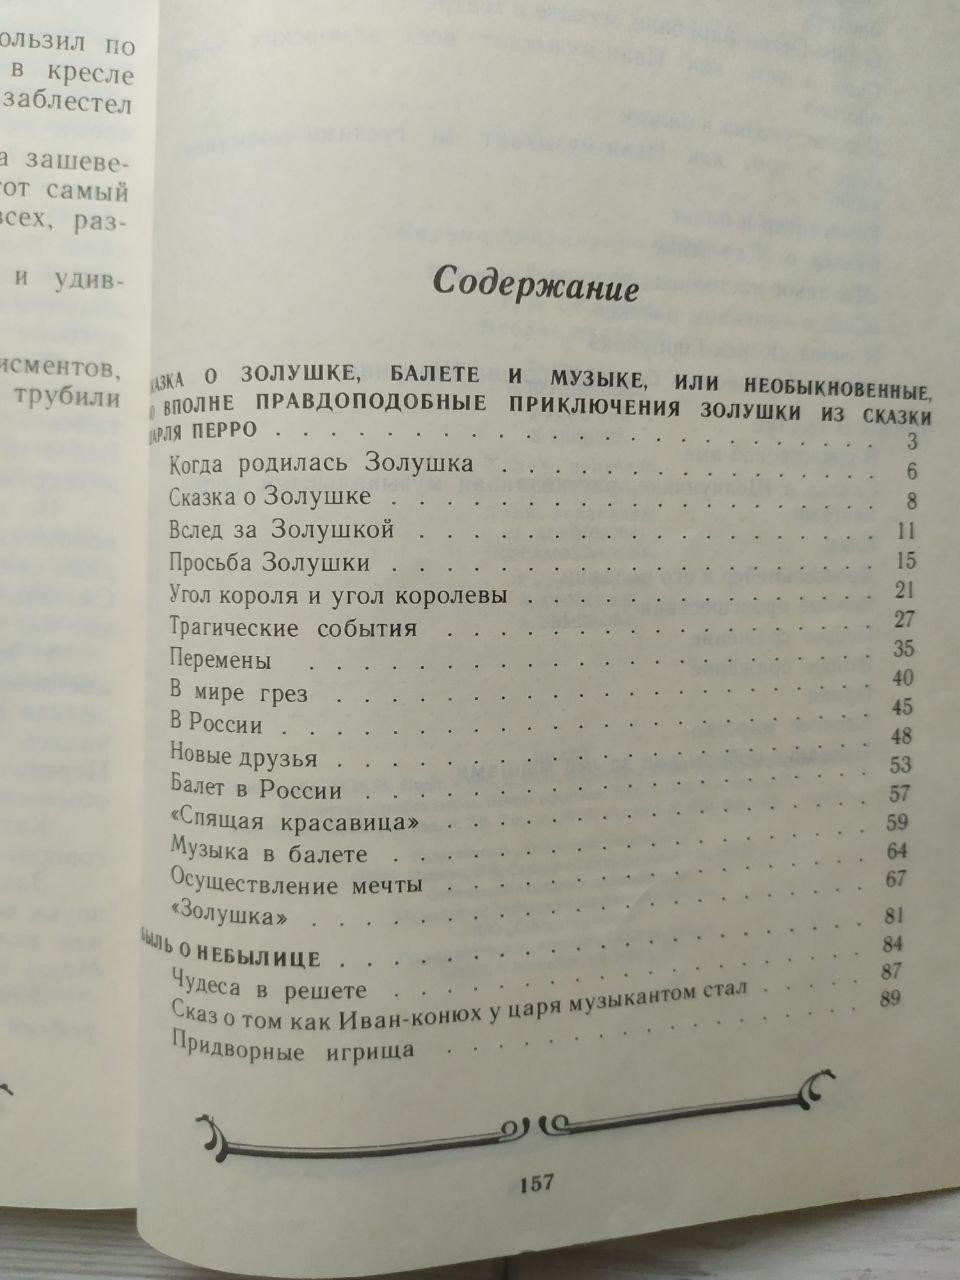 ользил по
в кресле
заблестел
а зашеве-
тот самый
всех, раз-
и удив-
исментов,
трубили
Содержание
КАЗКА О ЗОЛУШКЕ, БАЛЕТЕ И МУЗЫКЕ, ИЛИ НЕОБЫКНОВЕННЫЕ,
О ВПОЛНЕ ПРАВДОПОДОБНЫЕ ПРИКЛЮЧЕНИЯ ЗОЛУШКИ ИЗ СКАЗКИ
АРЛЯ ПЕРРО . . . . . . . . . . . . . . . . . . . . . . 3
Когда родилась Золушка . . . . . . . . . . . . . . . 6
Сказка о Золушке . . . . . . . . . . . . . . . . . . 8
Вслед за Золушкой . . . . . . . . . . . . . . . . . 11
Просьба Золушки . . . . . . . . . . . . . . . . . . 15
Угол короля и угол королевы . . . . . . . . . . . . . 21
Трагические события . . . . . . . . . . . . . . . . 27
Перемены . . . . . . . . . . . . . . . . . . . . . 35
В мире грез . . . . . . . . . . . . . . . . . . . . 40
В России . . . . . . . . . . . . . . . . . . . . . . 45
Новые друзья . . . . . . . . . . . . . . . . . . . . 48
Балет в России . . . . . . . . . . . . . . . . . . . 53
«Спящая красавица» . . . . . . . . . . . . . . . . 57
Музыка в балете . . . . . . . . . . . . . . . . . . 59
Осуществление мечты . . . . . . . . . . . . . . . . 64
«Золушка» . . . . . . . . . . . . . . . . . . . . . 67
БЫЛЬ О НЕБЫЛИЦЕ . . . . . . . . . . . . . . . . . . . 81
Чудеса в решете . . . . . . . . . . . . . . . . . . 84
Сказ о том как Иван-конюх у царя музыкантом стал . . . . . 87
Придворные игрища . . . . . . . . . . . . . . . . 89
157